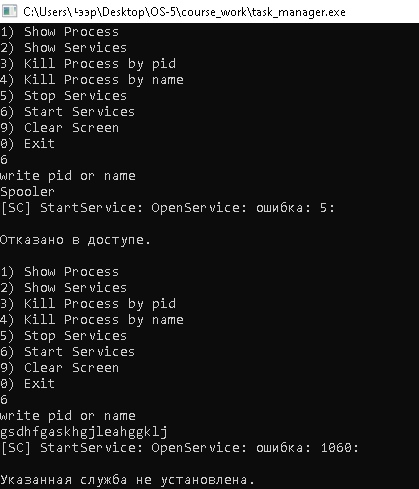 C:\Users\Чээр\Desktop\OS-5\course_work\task_manager.exe
1) Show Process
2) Show Services
3) Kill Process by pid
4) Kill Process by name
5) Stop Services
6) Start Services
9) Clear Screen
0) Exit
6
write pid or name
Spooler
[SC] StartService: OpenService: ошибка: 5:
Отказано в доступе.
1) Show Process
2) Show Services
3) Kill Process by pid
4) Kill Process by name
5) Stop Services
6) Start Services
9) Clear Screen
0) Exit
6
write pid or name
gsdhfgaskhgjleahggklj
[SC] StartService: OpenService: ошибка: 1060:
Указанная служба не установлена.